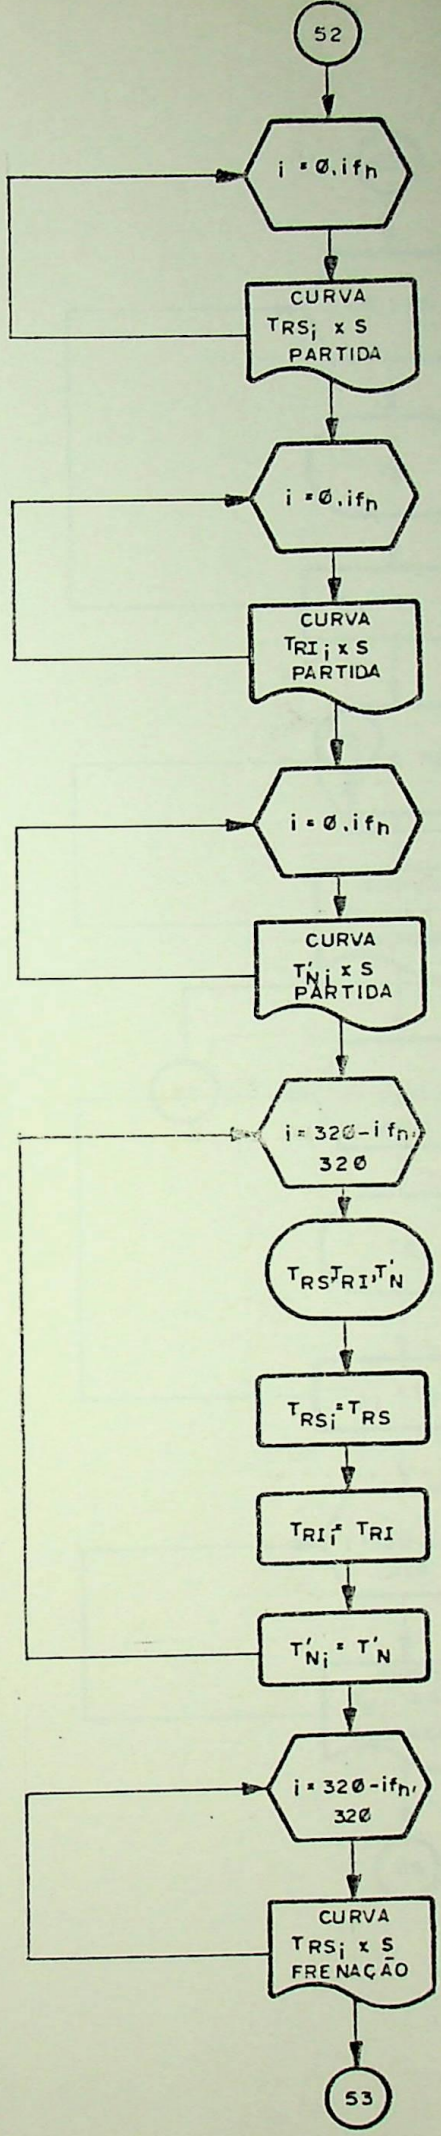 52
i = Ø, ifn
CURVA
TRSi x S
PARTIDA
i = Ø, ifn
CURVA
TRIi x S
PARTIDA
i = Ø, ifn
CURVA
T'Ni x S
PARTIDA
i = 32Ø-ifn,
32Ø
TRS,TRI,T'N
TRSi = TRS
TRIi = TRI
T'Ni = T'N
i = 32Ø-ifn,
32Ø
CURVA
TRSi x S
FRENAÇÃO
53